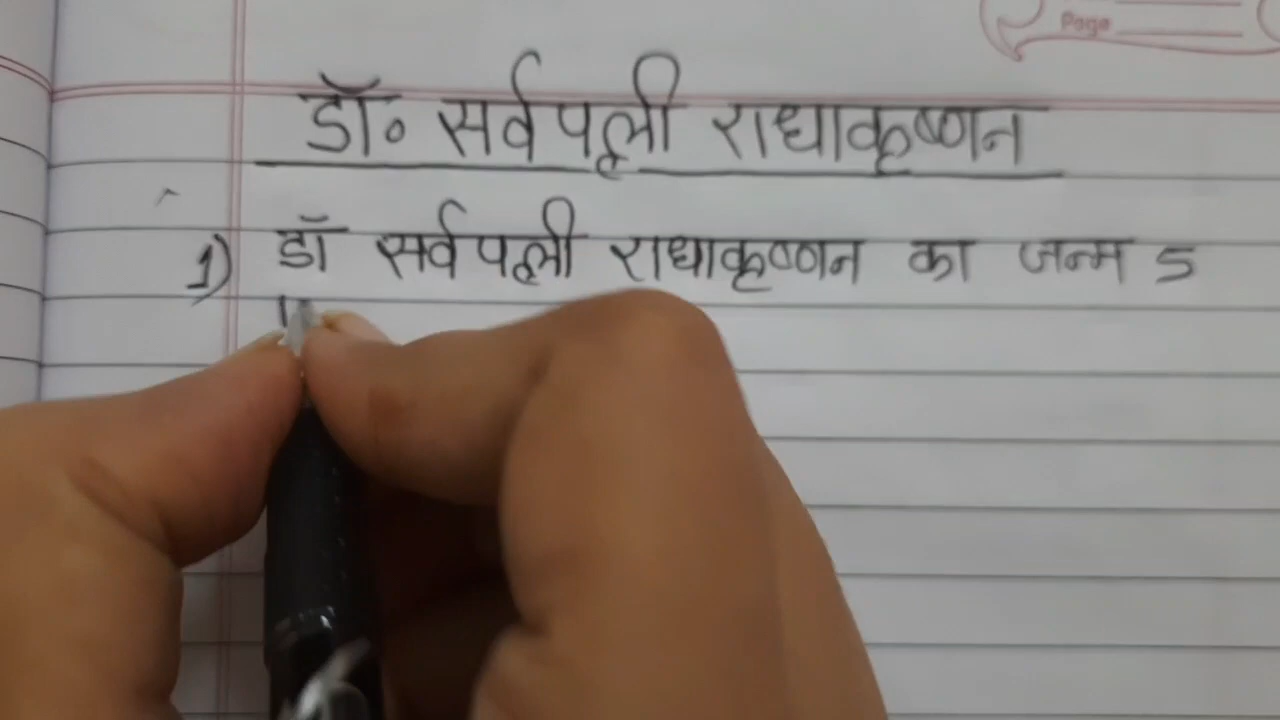 Page
डॉ॰ सर्वपल्ली राधाकृष्णन
1) डॉ सर्वपल्ली राधाकृष्णन का जन्म 5